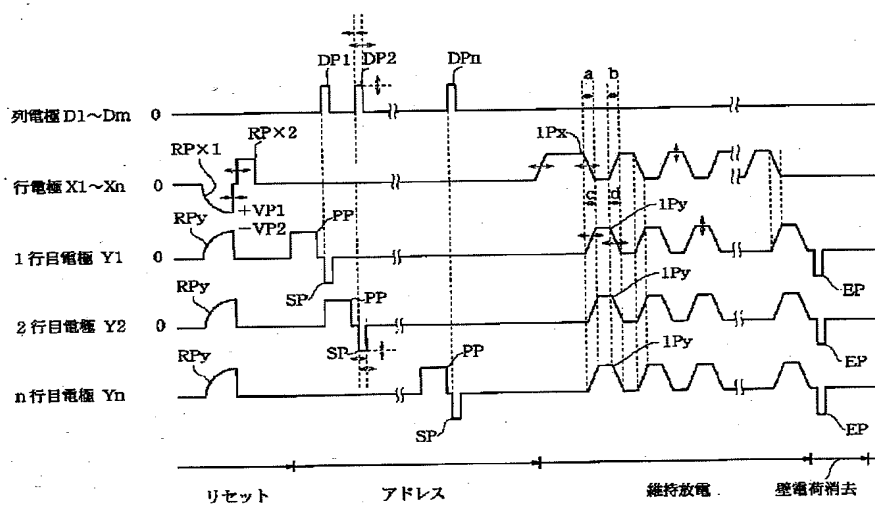 DP1 DP2 DPn a b
列電極 D1～Dm 0
RP×1 RP×2 1Px
行電極 X1～Xn 0
+VP1 c d
-VP2
RPy PP 1Py
1行目電極 Y1 0
SP EP
RPy PP 1Py
2行目電極 Y2 0
SP EP
RPy PP 1Py
n行目電極 Yn
SP EP
リセット アドレス 維持放電 壁電荷消去